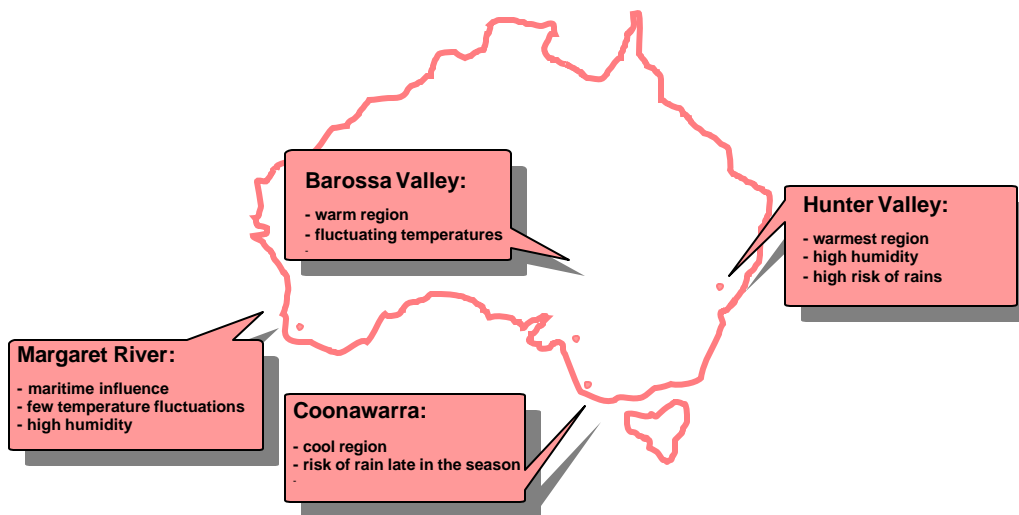 Barossa Valley:
- warm region
- fluctuating temperatures
-
Hunter Valley:
- warmest region
- high humidity
- high risk of rains
Margaret River:
- maritime influence
- few temperature fluctuations
- high humidity
Coonawarra:
- cool region
- risk of rain late in the season
-